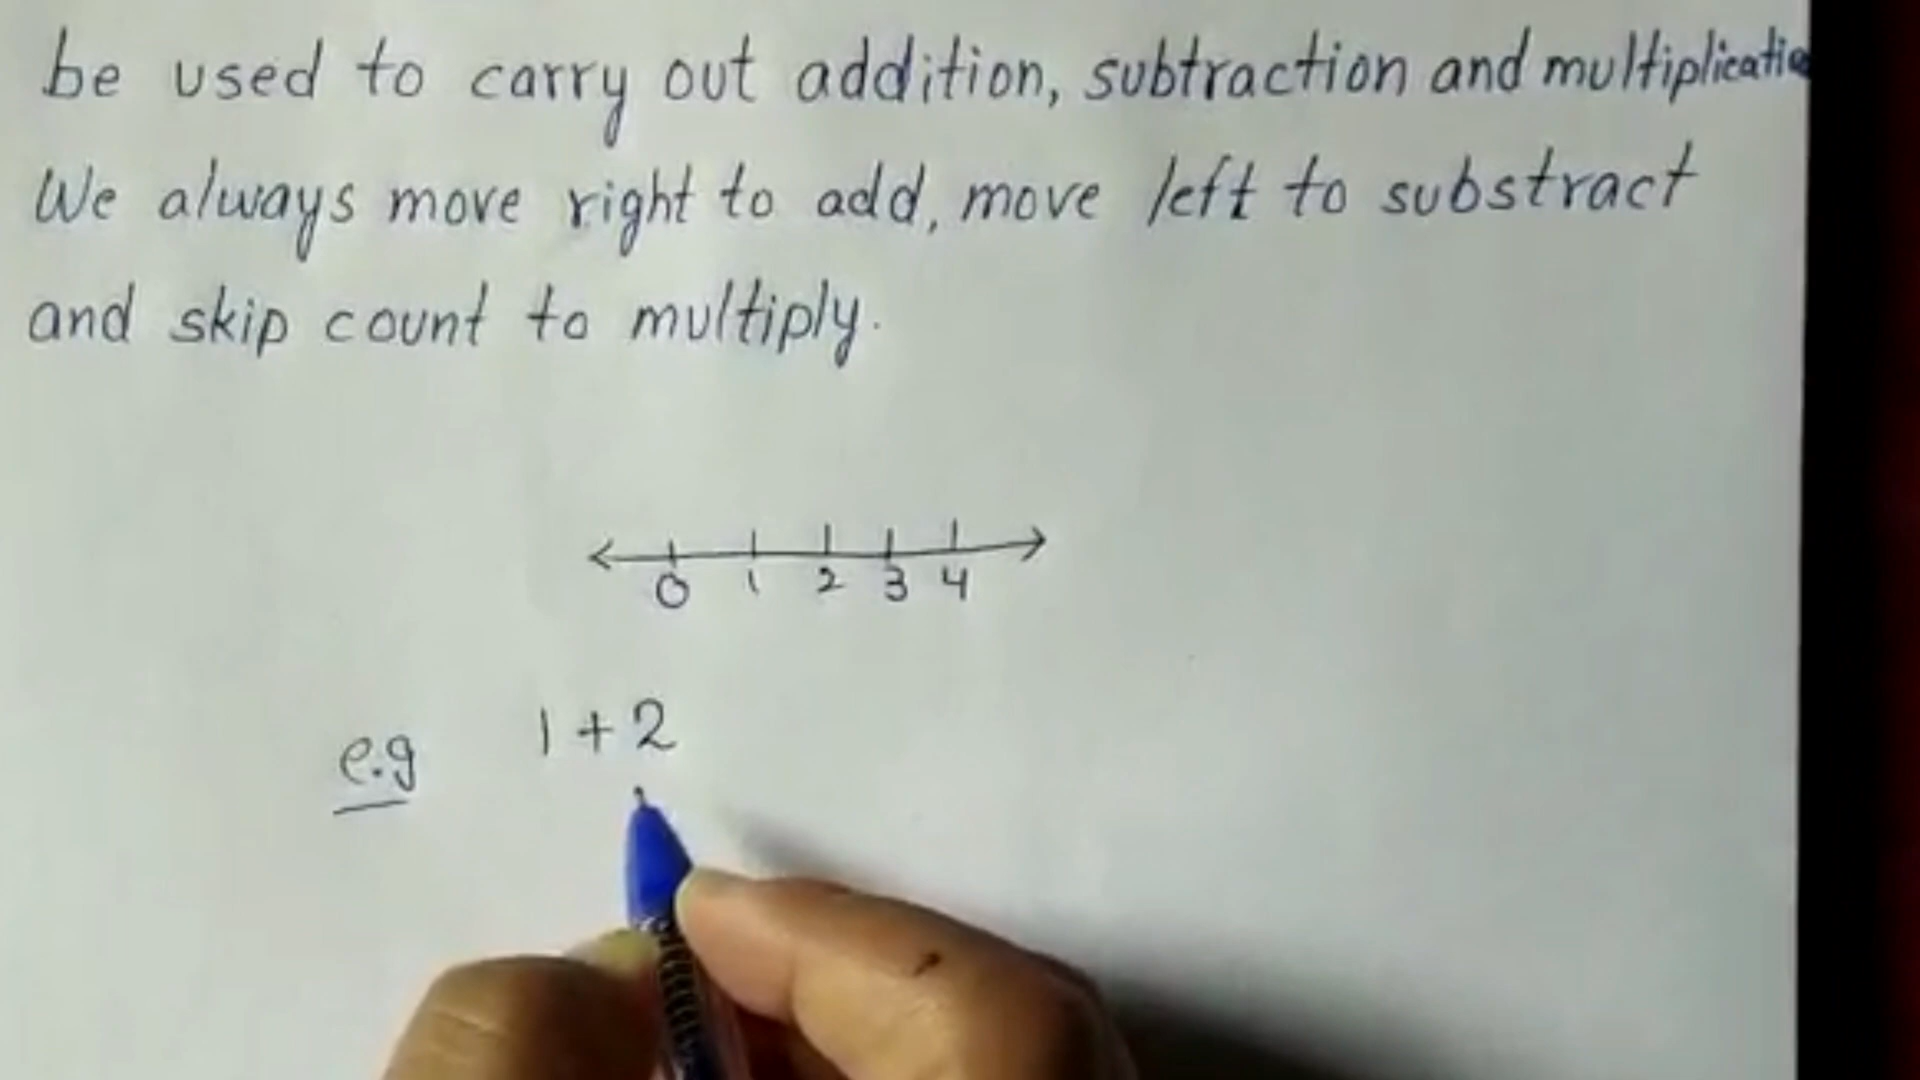 be used to carry out addition, subtraction and multiplicatio
We always move right to add, move left to substract
and skip count to multiply.
0 1 2 3 4
e.g 1 + 2